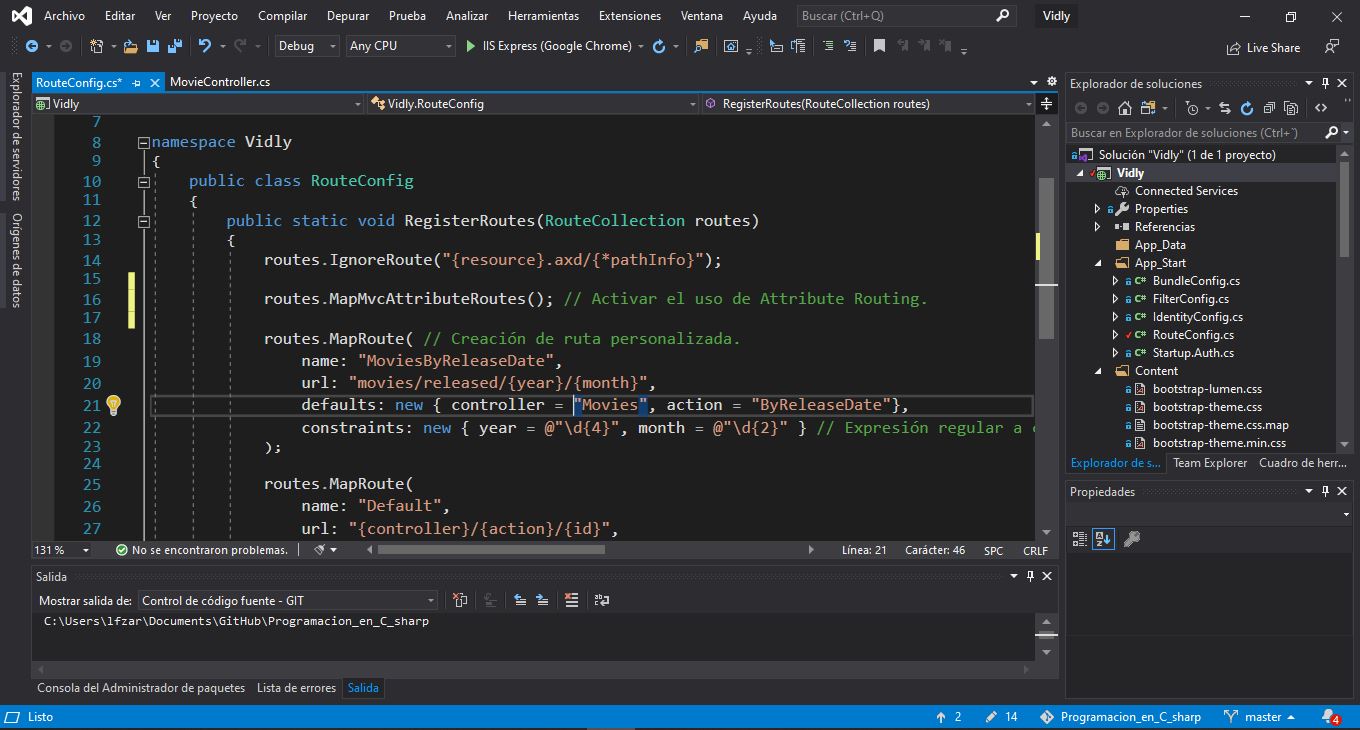 Archivo Editar Ver Proyecto Compilar Depurar Prueba Analizar Herramientas Extensiones Ventana Ayuda Buscar (Ctrl+Q) Vidly
Debug Any CPU IIS Express (Google Chrome) Live Share
Explorador de servidores
Orígenes de datos
RouteConfig.cs* MovieController.cs
Vidly Vidly.RouteConfig RegisterRoutes(RouteCollection routes)
7
8 namespace Vidly
9 {
10 public class RouteConfig
11 {
12 public static void RegisterRoutes(RouteCollection routes)
13 {
14 routes.IgnoreRoute("{resource}.axd/{*pathInfo}");
15
16 routes.MapMvcAttributeRoutes(); // Activar el uso de Attribute Routing.
17
18 routes.MapRoute( // Creación de ruta personalizada.
19 name: "MoviesByReleaseDate",
20 url: "movies/released/{year}/{month}",
21 defaults: new { controller = "Movies", action = "ByReleaseDate"},
22 constraints: new { year = @"\d{4}", month = @"\d{2}" } // Expresión regular a
23 );
24
25 routes.MapRoute(
26 name: "Default",
27 url: "{controller}/{action}/{id}",
131 % No se encontraron problemas. Línea: 21 Carácter: 46 SPC CRLF
Salida
Mostrar salida de: Control de código fuente - GIT
C:\Users\lfzar\Documents\GitHub\Programacion_en_C_sharp
Consola del Administrador de paquetes Lista de errores Salida
Explorador de soluciones
Buscar en Explorador de soluciones (Ctrl+´)
Solución "Vidly" (1 de 1 proyecto)
Vidly
Connected Services
Properties
Referencias
App_Data
App_Start
C# BundleConfig.cs
C# FilterConfig.cs
C# IdentityConfig.cs
C# RouteConfig.cs
C# Startup.Auth.cs
Content
bootstrap-lumen.css
bootstrap-theme.css
bootstrap-theme.css.map
bootstrap-theme.min.css
Explorador de s... Team Explorer Cuadro de herr...
Propiedades
Listo 2 14 Programacion_en_C_sharp master 4